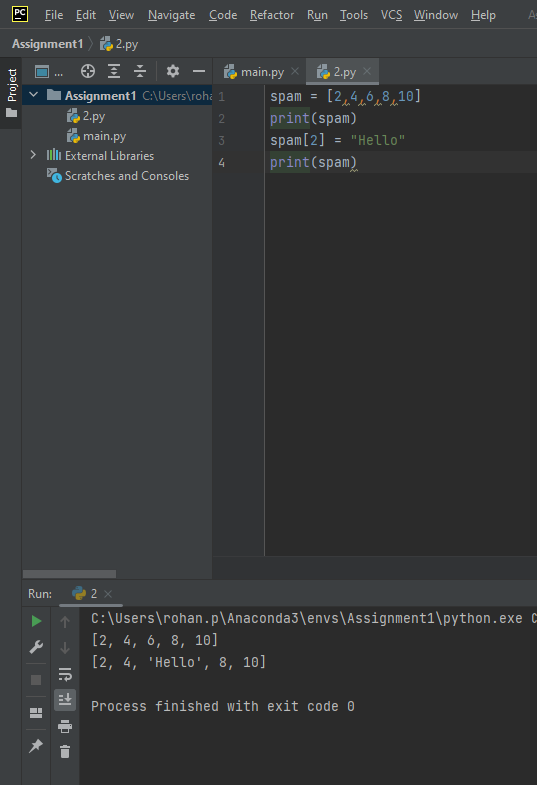 PC File Edit View Navigate Code Refactor Run Tools VCS Window Help
Assignment1 2.py
Project
... main.py 2.py
Assignment1 C:\Users\roha
2.py
main.py
External Libraries
Scratches and Consoles
1 spam = [2,4,6,8,10]
2 print(spam)
3 spam[2] = "Hello"
4 print(spam)
Run: 2
C:\Users\rohan.p\Anaconda3\envs\Assignment1\python.exe C
[2, 4, 6, 8, 10]
[2, 4, 'Hello', 8, 10]
Process finished with exit code 0